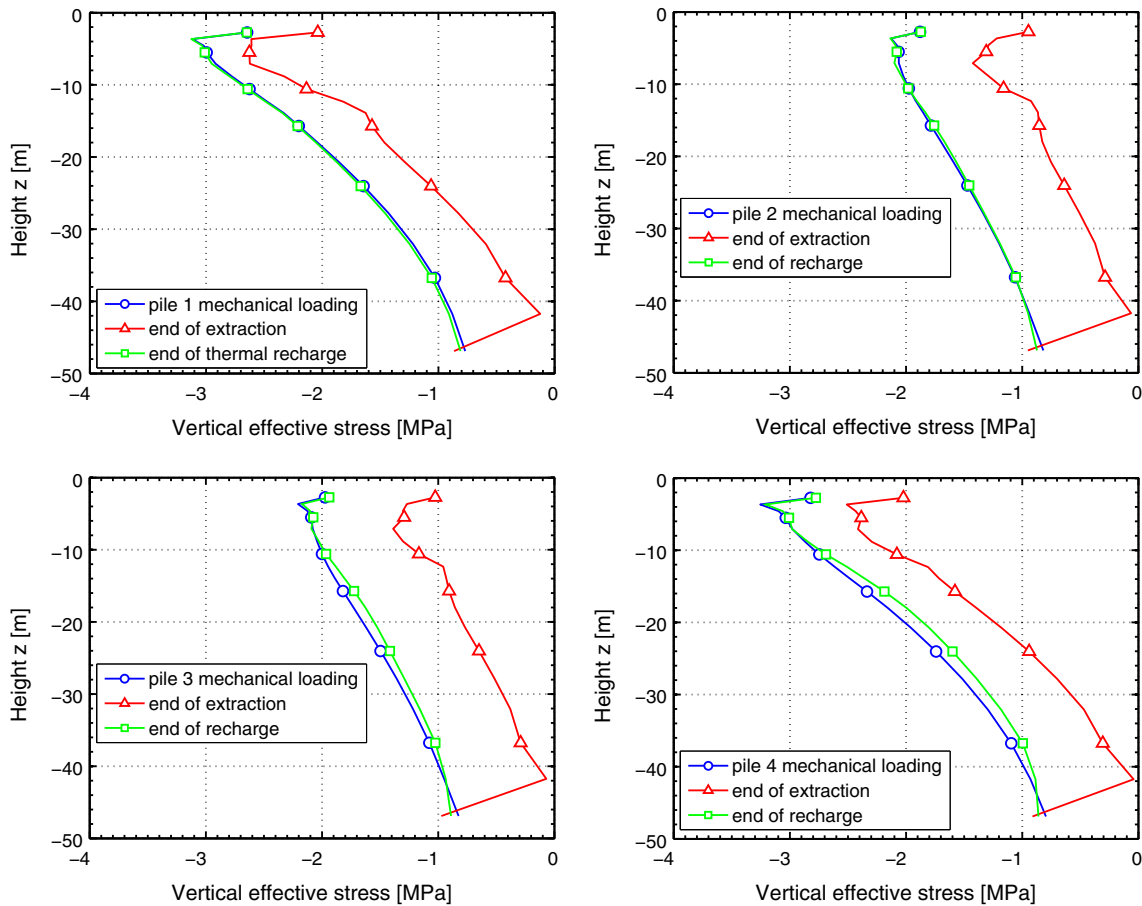 0
−10
−20
−30
−40
−50
−4
−3
−2
−1
0
Height z [m]
Vertical effective stress [MPa]
pile 1 mechanical loading
end of extraction
end of thermal recharge
0
−10
−20
−30
−40
−50
−4
−3
−2
−1
0
Height z [m]
Vertical effective stress [MPa]
pile 2 mechanical loading
end of extraction
end of recharge
0
−10
−20
−30
−40
−50
−4
−3
−2
−1
0
Height z [m]
Vertical effective stress [MPa]
pile 3 mechanical loading
end of extraction
end of recharge
0
−10
−20
−30
−40
−50
−4
−3
−2
−1
0
Height z [m]
Vertical effective stress [MPa]
pile 4 mechanical loading
end of extraction
end of recharge